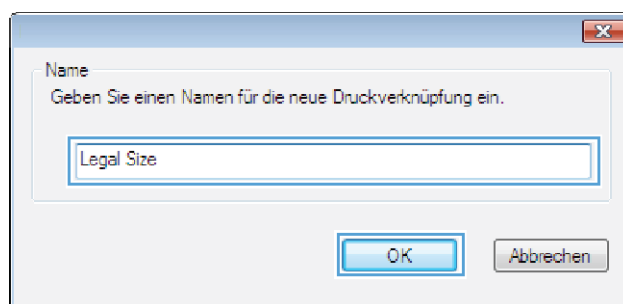 Name
Geben Sie einen Namen für die neue Druckverknüpfung ein.
Legal Size
OK
Abbrechen